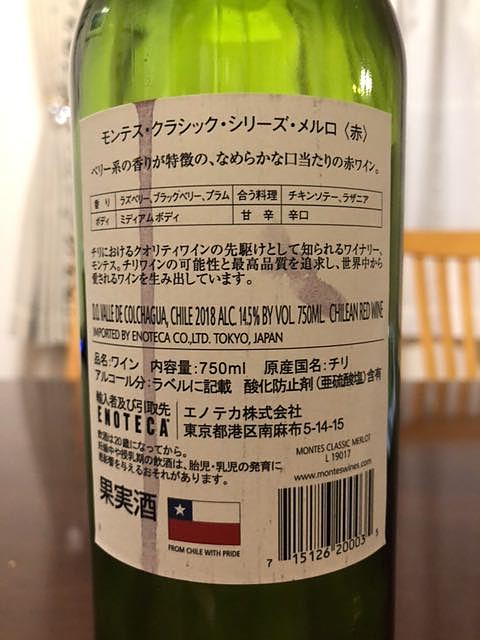 モンテス・クラシック・シリーズ・メルロ〈赤〉
ベリー系の香りが特徴の、なめらかな口当たりの赤ワイン。
香り ラズベリー、ブラックベリー、プラム 合う料理 チキンソテー、ラザニア
ボディ ミディアムボディ 甘辛 辛口
チリにおけるクオリティワインの先駆けとして知られるワイナリー、
モンテス。チリワインの可能性と最高品質を追求し、世界中から
愛されるワインを生み出しています。
D.O. VALLE DE COLCHAGUA, CHILE 2018 ALC. 14.5% BY VOL. 750ML. CHILEAN RED WINE
IMPORTED BY ENOTECA CO.,LTD. TOKYO, JAPAN
品名:ワイン 内容量:750ml 原産国名:チリ
アルコール分:ラベルに記載 酸化防止剤(亜硫酸塩)含有
輸入者及び引取先 エノテカ株式会社
ENOTECA 東京都港区南麻布5-14-15
飲酒は20歳になってから。
妊娠中や授乳期の飲酒は、胎児・乳児の発育に
悪影響を与えるおそれがあります。
MONTES CLASSIC MERLOT
L 19017
www.monteswines.com
果実酒
FROM CHILE WITH PRIDE
7 15126 20003 5